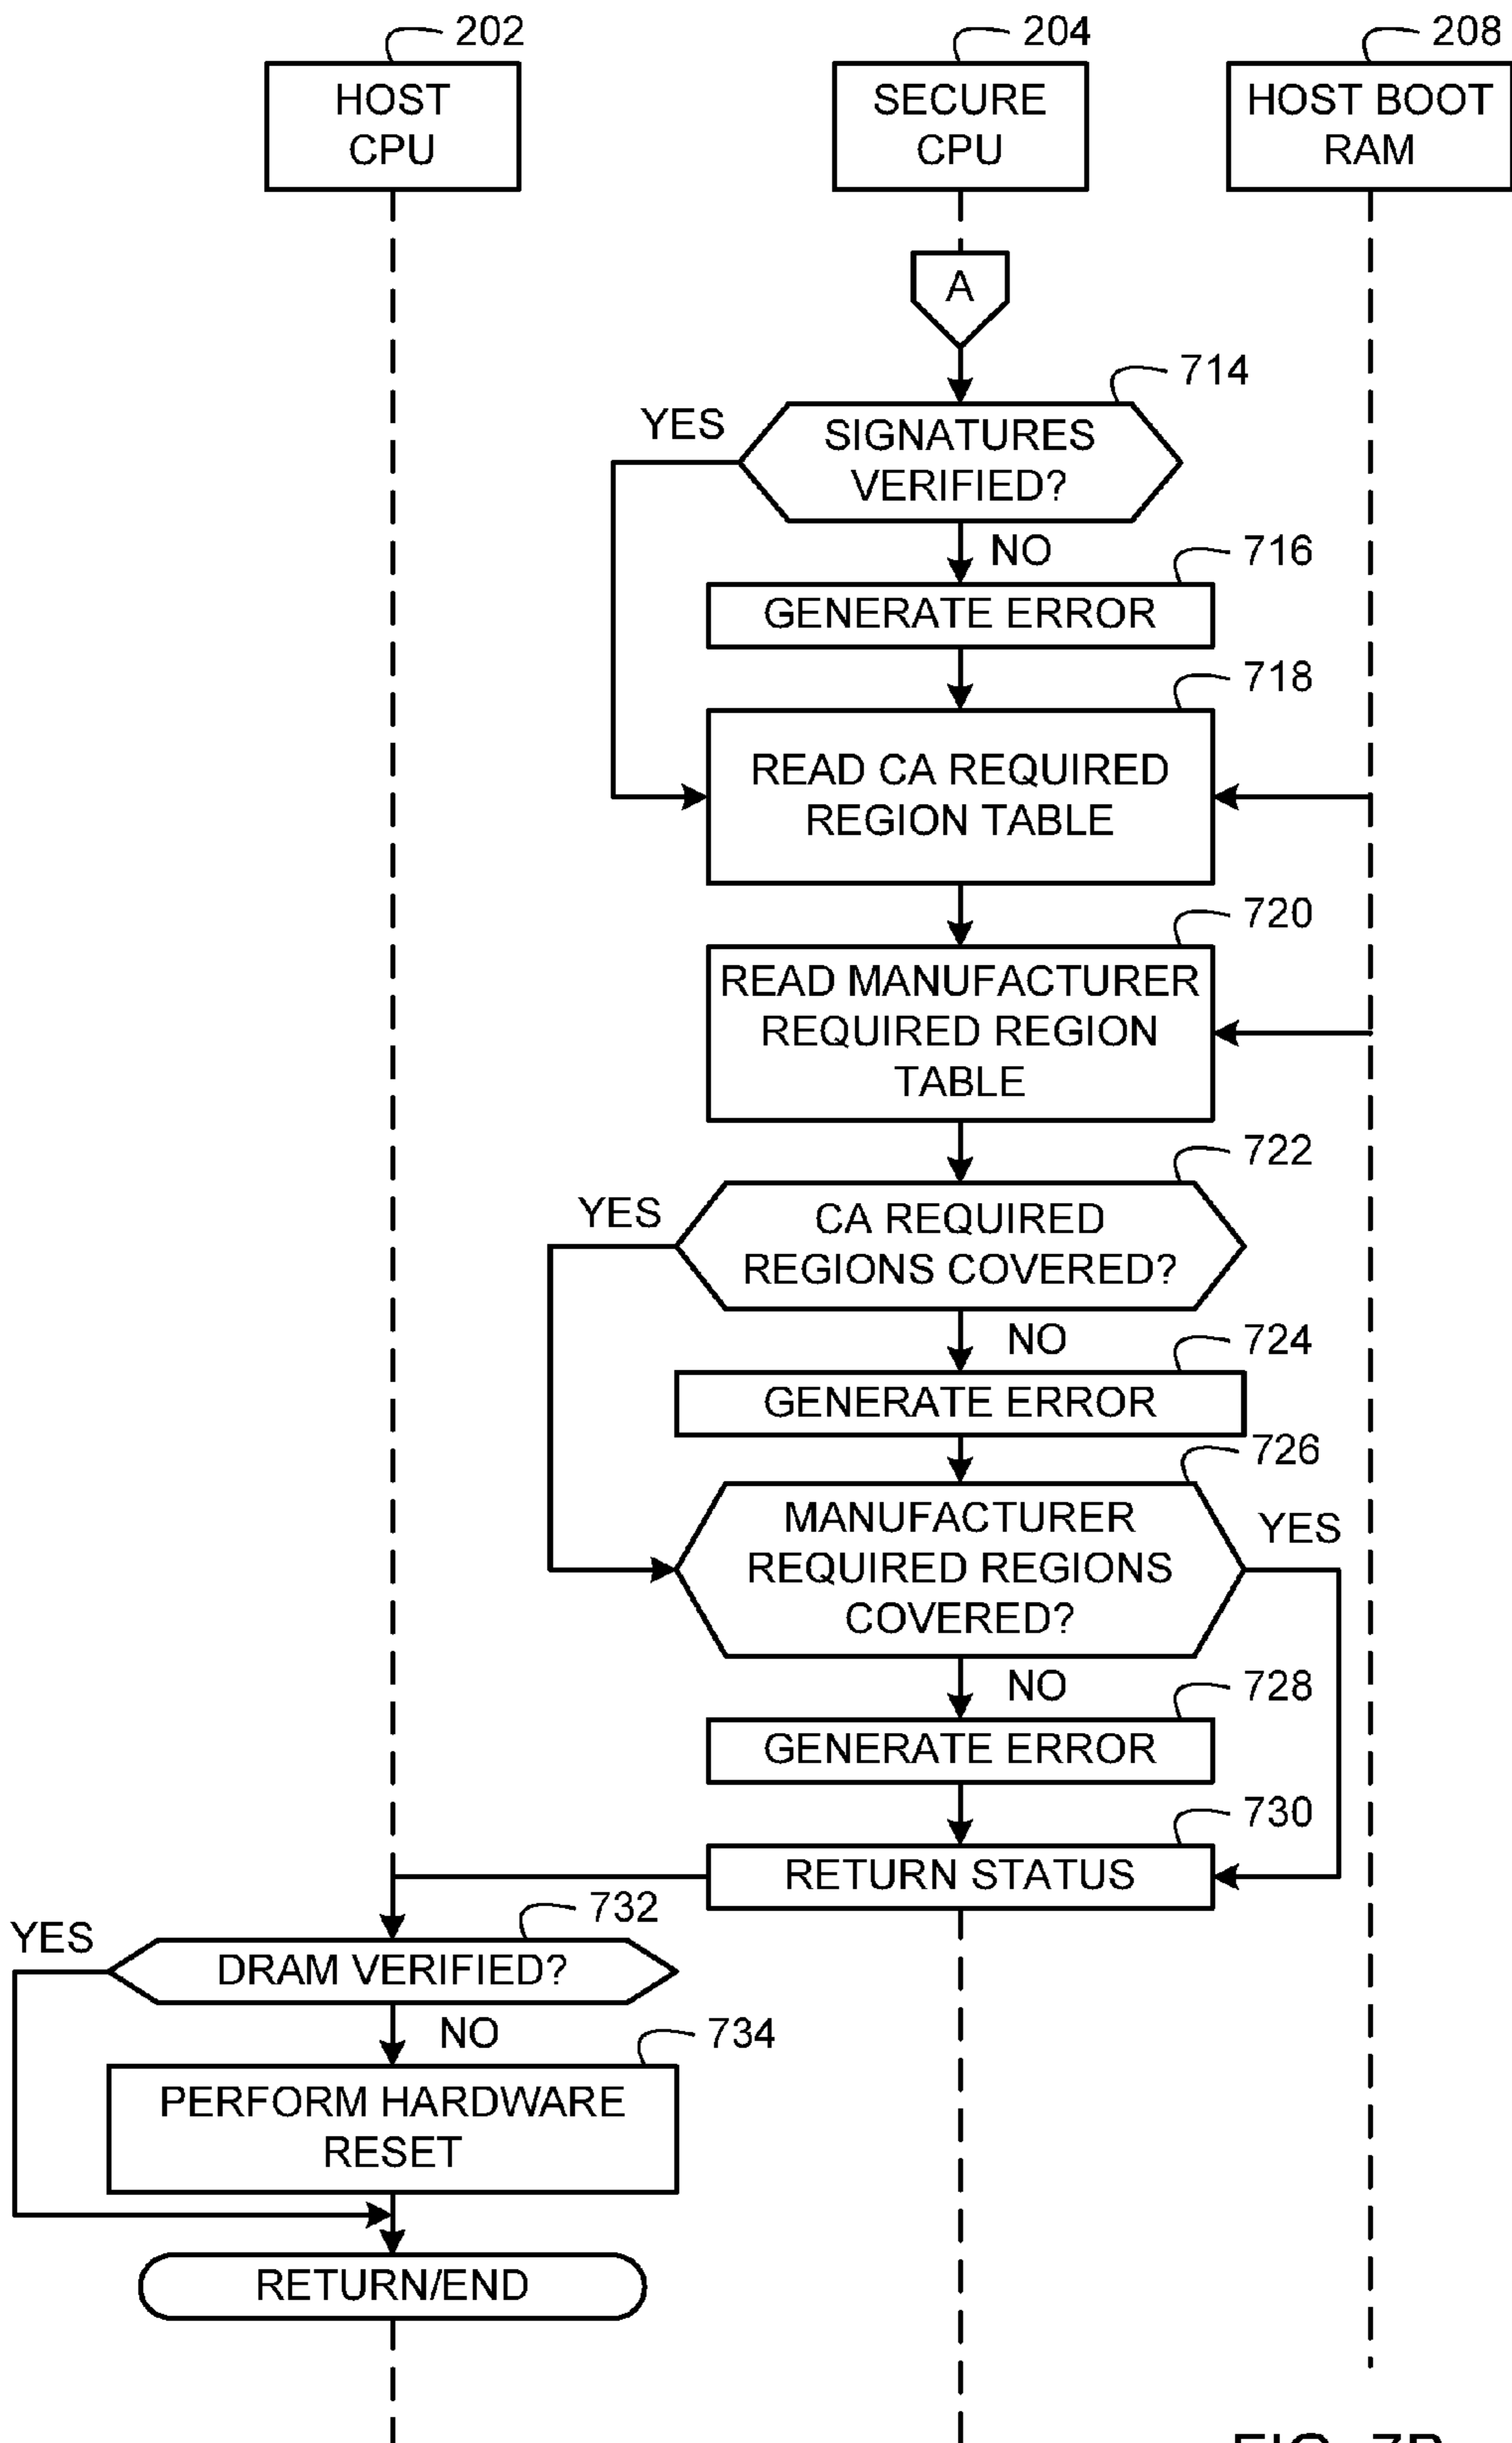 202
204
208
HOST
CPU
SECURE
CPU
HOST BOOT
RAM
A
714
YES
SIGNATURES
VERIFIED?
NO
716
GENERATE ERROR
718
READ CA REQUIRED
REGION TABLE
720
READ MANUFACTURER
REQUIRED REGION
TABLE
722
YES
CA REQUIRED
REGIONS COVERED?
NO
724
GENERATE ERROR
726
MANUFACTURER
REQUIRED REGIONS
COVERED?
YES
NO
728
GENERATE ERROR
730
RETURN STATUS
732
YES
DRAM VERIFIED?
NO
734
PERFORM HARDWARE
RESET
RETURN/END